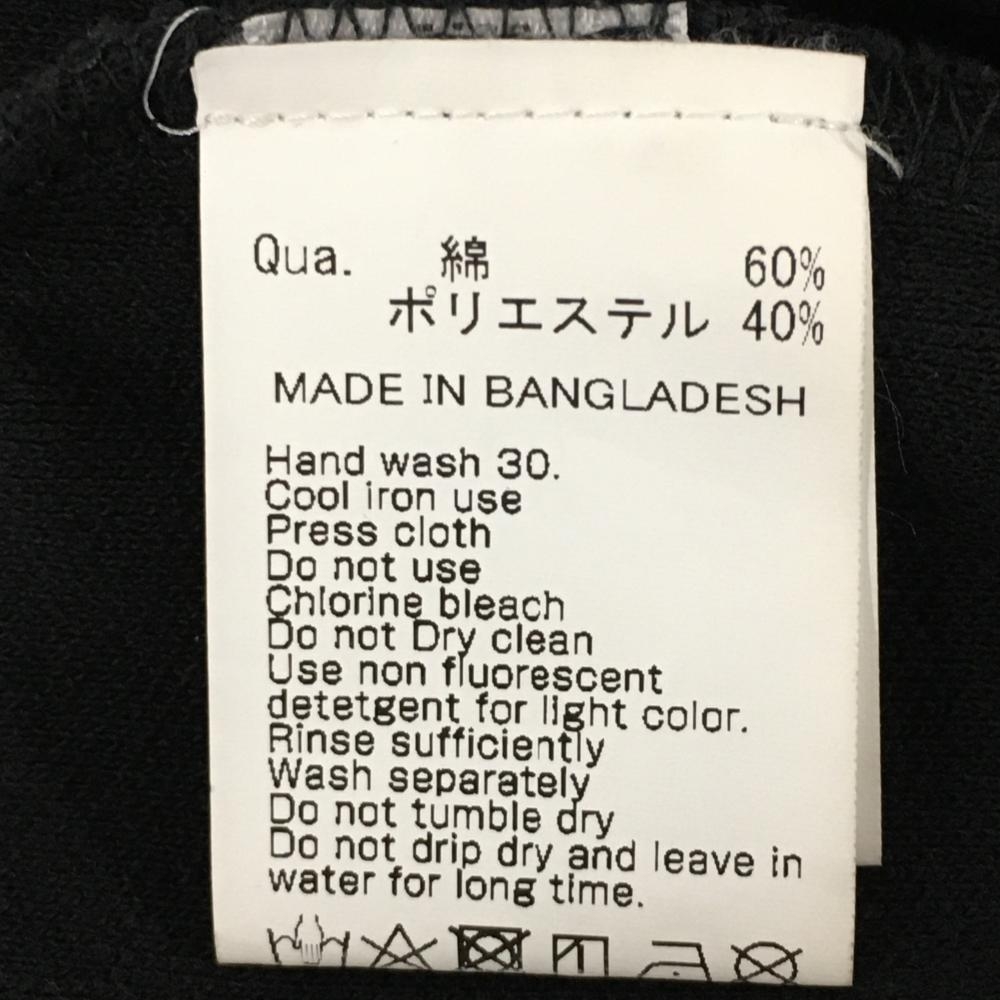 Qua. 綿 60%
ポリエステル 40%
MADE IN BANGLADESH
Hand wash 30.
Cool iron use
Press cloth
Do not use
Chlorine bleach
Do not Dry clean
Use non fluorescent
detetgent for light color.
Rinse sufficiently
Wash separately
Do not tumble dry
Do not drip dry and leave in
water for long time.